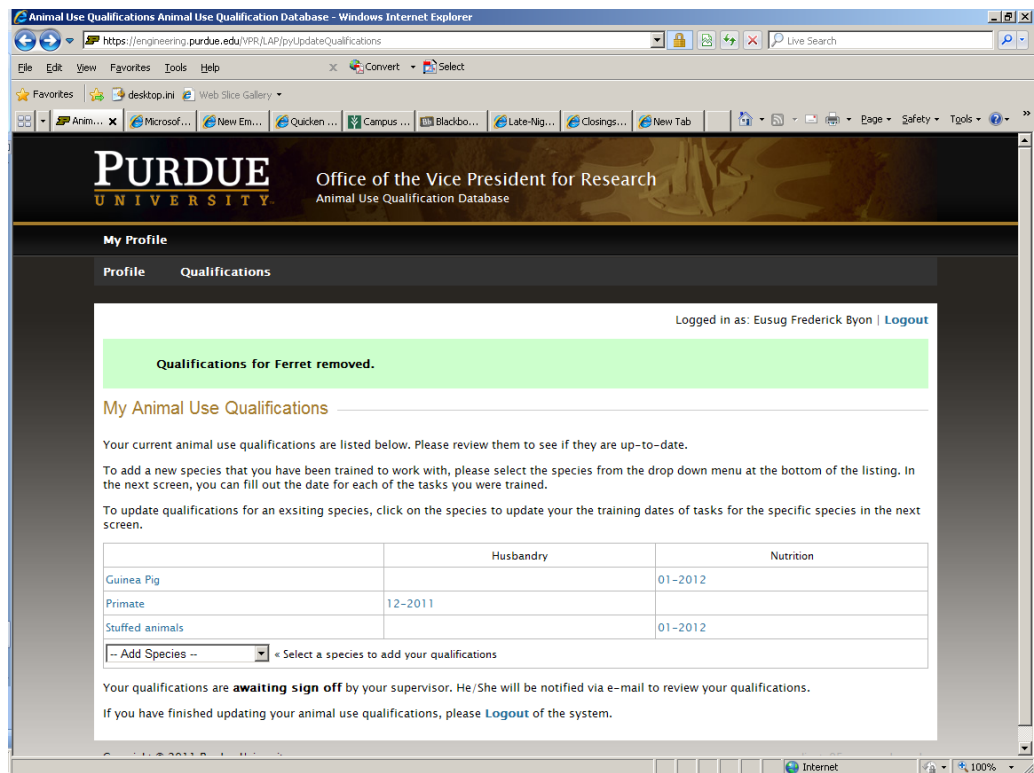 Animal Use Qualifications Animal Use Qualification Database - Windows Internet Explorer
https://engineering.purdue.edu/VPR/LAP/pyUpdateQualifications
Live Search
File Edit View Favorites Tools Help x Convert Select
Favorites desktop.ini Web Slice Gallery
Anim... X Microsof... New Em... Quicken ... Campus ... Bb Blackbo... Late-Nig... Closings... New Tab Page Safety Tools »
PURDUE
UNIVERSITY
Office of the Vice President for Research
Animal Use Qualification Database
My Profile
Profile Qualifications
Logged in as: Eusug Frederick Byon | Logout
Qualifications for Ferret removed.
My Animal Use Qualifications
Your current animal use qualifications are listed below. Please review them to see if they are up-to-date.
To add a new species that you have been trained to work with, please select the species from the drop down menu at the bottom of the listing. In
the next screen, you can fill out the date for each of the tasks you were trained.
To update qualifications for an exsiting species, click on the species to update your the training dates of tasks for the specific species in the next
screen.
Husbandry Nutrition
Guinea Pig 01-2012
Primate 12-2011
Stuffed animals 01-2012
-- Add Species -- « Select a species to add your qualifications
Your qualifications are awaiting sign off by your supervisor. He/She will be notified via e-mail to review your qualifications.
If you have finished updating your animal use qualifications, please Logout of the system.
Internet 100%